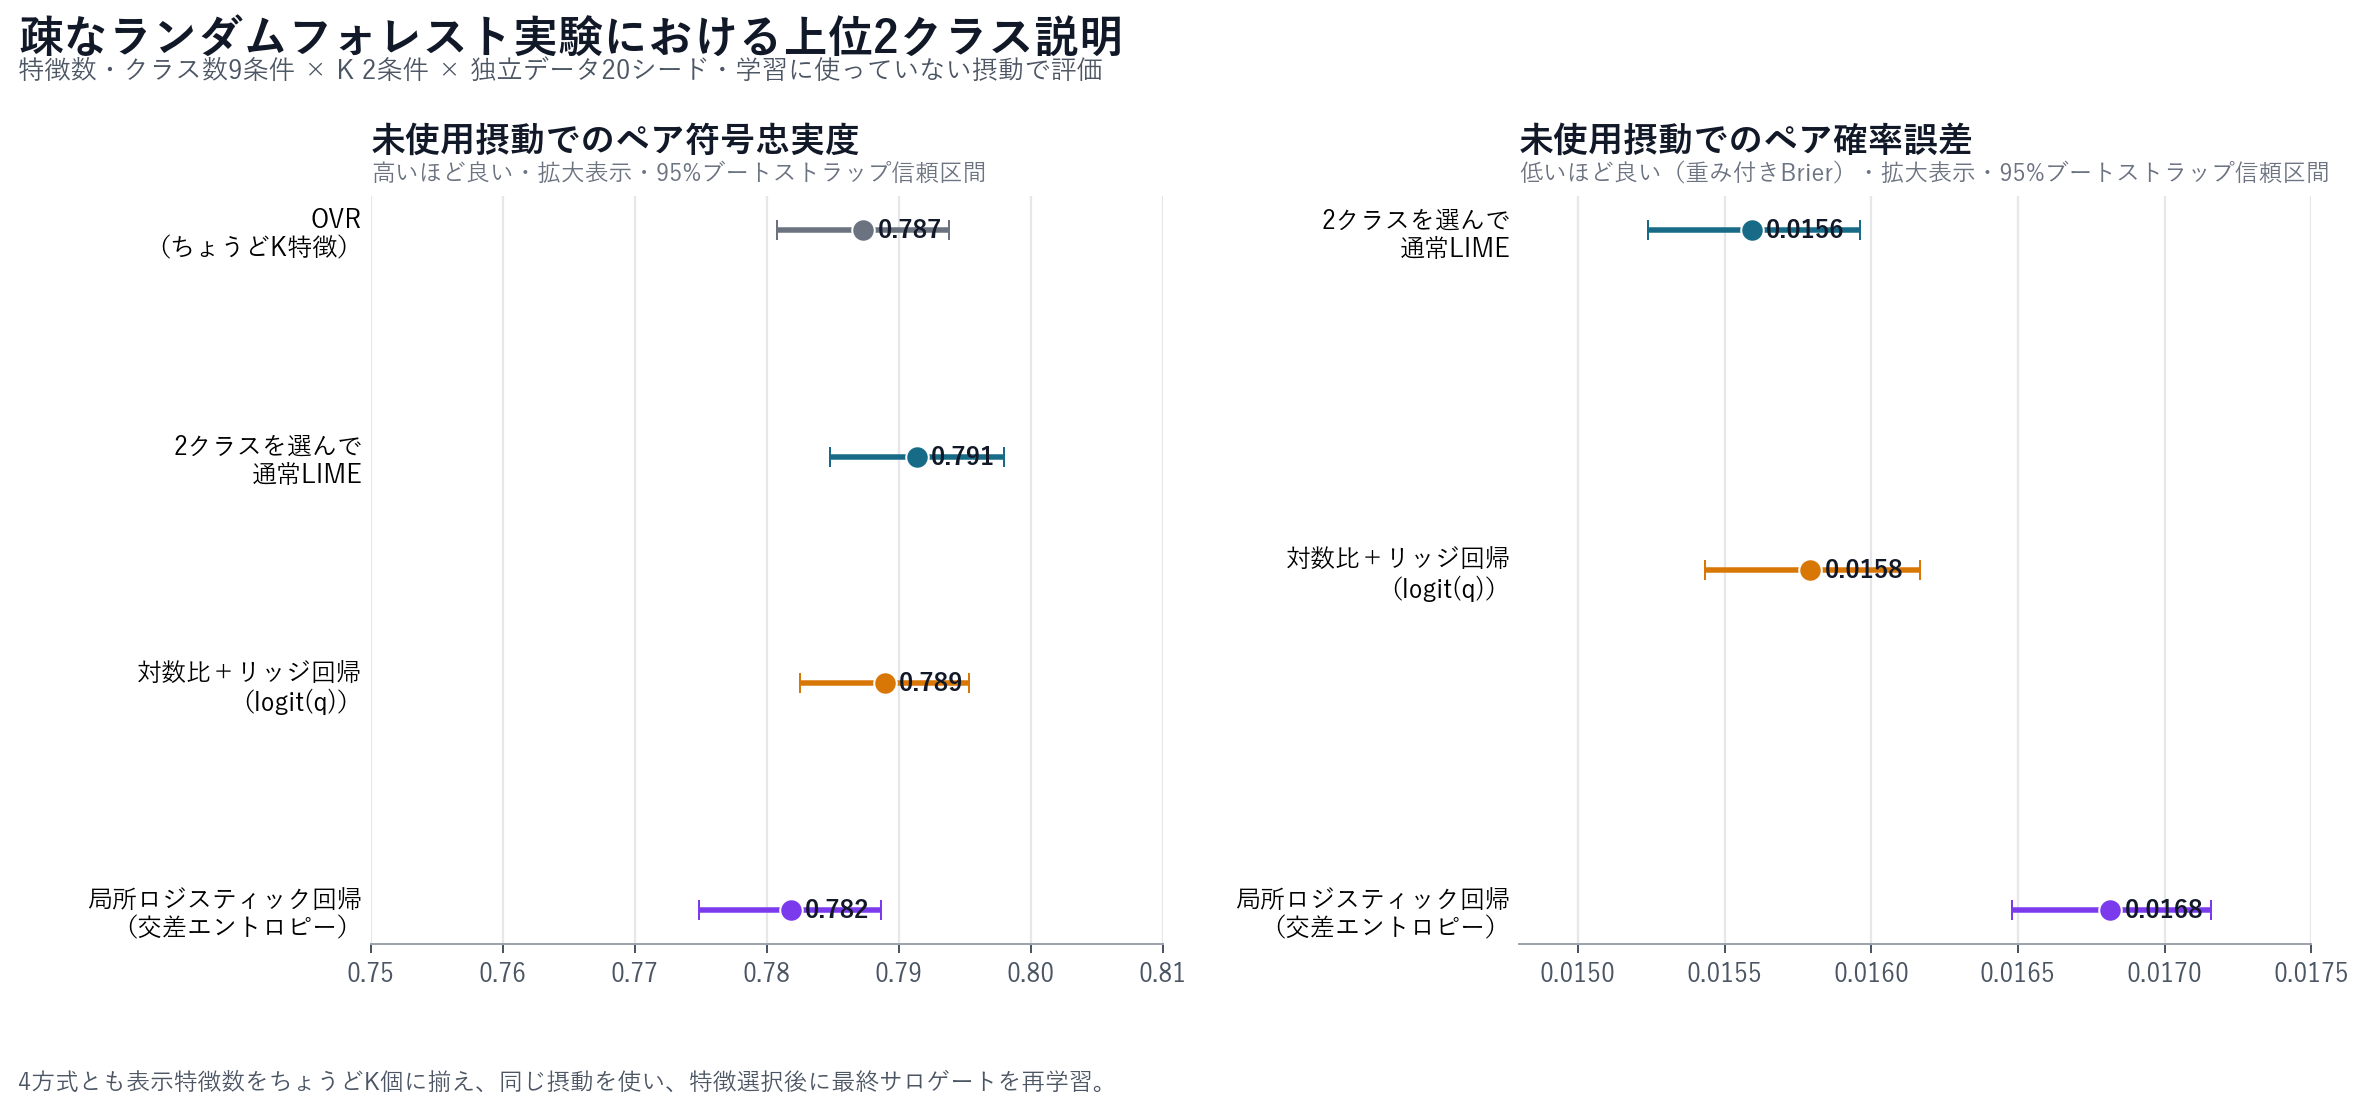 疎なランダムフォレスト実験における上位2クラス説明
特徴数・クラス数9条件 × K 2条件 × 独立データ20シード・学習に使っていない摂動で評価
未使用摂動でのペア符号忠実度
高いほど良い・拡大表示・95%ブートストラップ信頼区間
OVR
（ちょうどK特徴）
0.787
2クラスを選んで
通常LIME
0.791
対数比＋リッジ回帰
（logit(q)）
0.789
局所ロジスティック回帰
（交差エントロピー）
0.782
0.75 0.76 0.77 0.78 0.79 0.80 0.81
未使用摂動でのペア確率誤差
低いほど良い（重み付きBrier）・拡大表示・95%ブートストラップ信頼区間
2クラスを選んで
通常LIME
0.0156
対数比＋リッジ回帰
（logit(q)）
0.0158
局所ロジスティック回帰
（交差エントロピー）
0.0168
0.0150 0.0155 0.0160 0.0165 0.0170 0.0175
4方式とも表示特徴数をちょうどK個に揃え、同じ摂動を使い、特徴選択後に最終サロゲートを再学習。